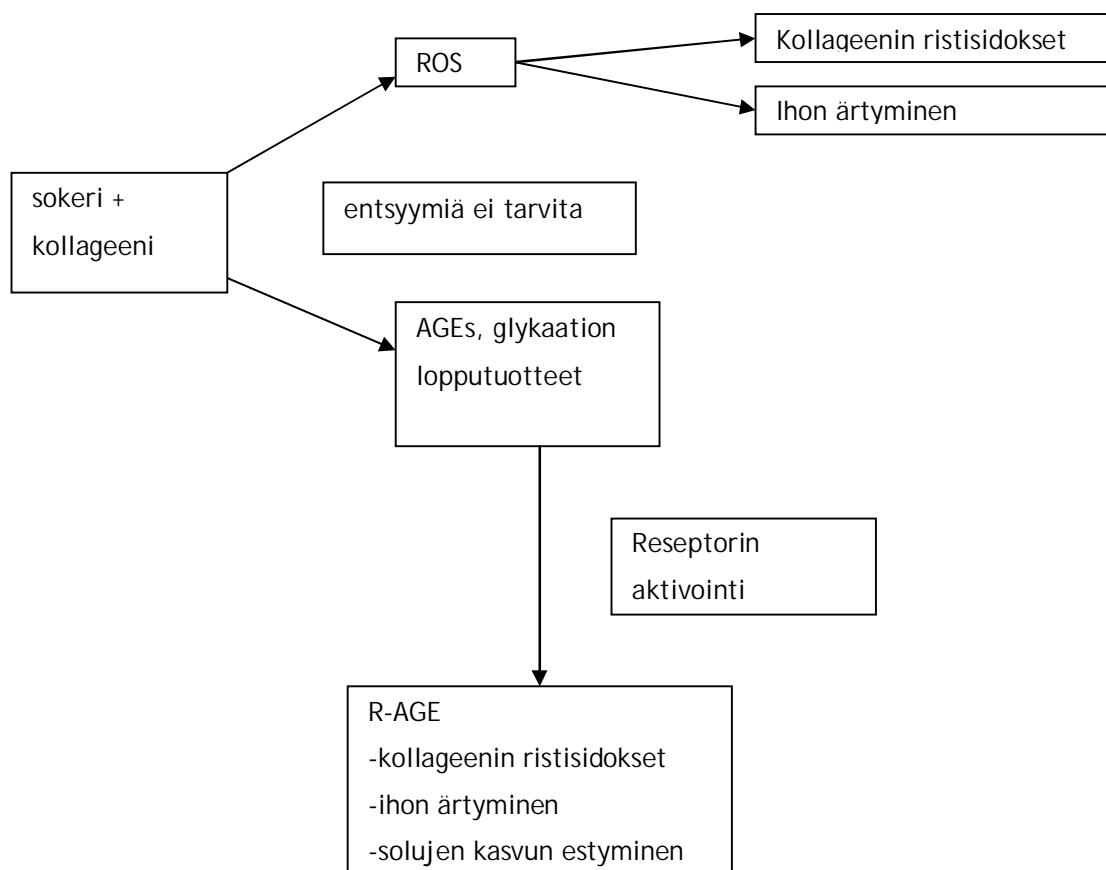 ROS
Kollageenin ristisidokset
Ihon ärtyminen
sokeri +
kollageeni
entsyymiä ei tarvita
AGEs, glykaation
lopputuotteet
Reseptorin
aktivointi
R-AGE
-kollageenin ristisidokset
-ihon ärtyminen
-solujen kasvun estyminen